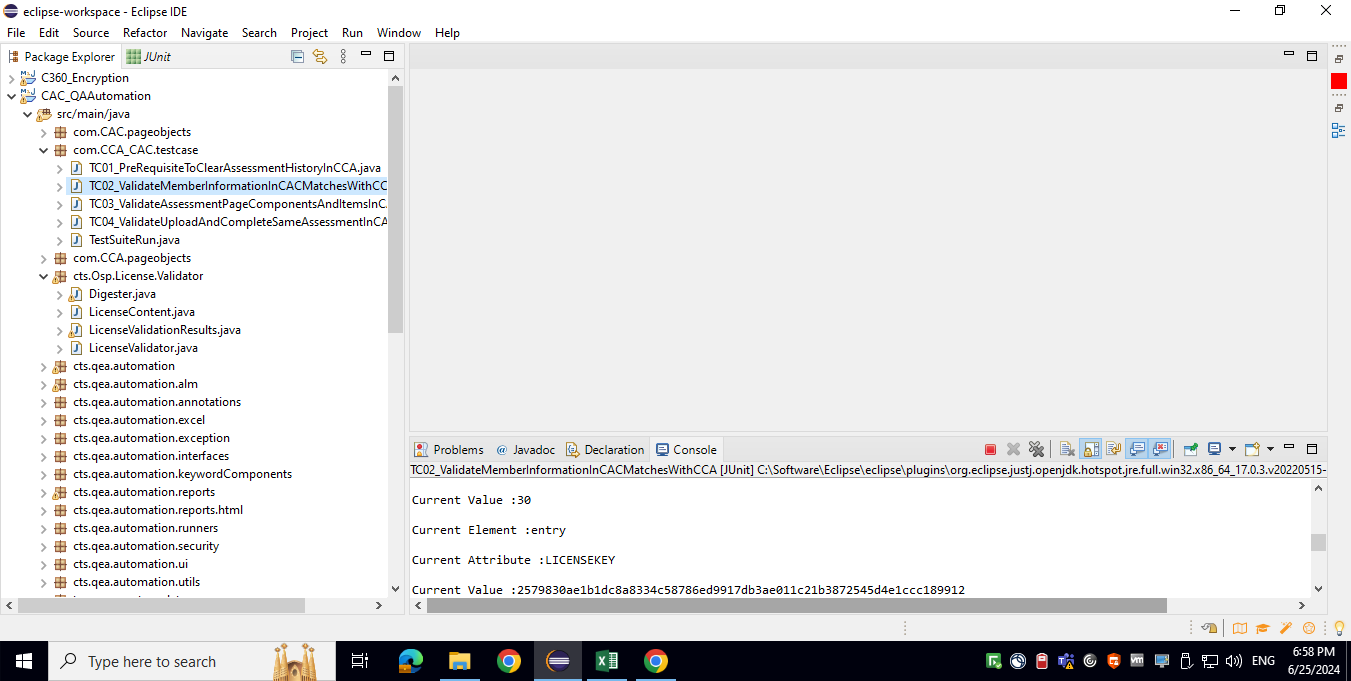 eclipse-workspace - Eclipse IDE
File Edit Source Refactor Navigate Search Project Run Window Help
Package Explorer JUnit
C360_Encryption
CAC_QAAutomation
src/main/java
com.CAC.pageobjects
com.CCA_CAC.testcase
TC01_PreRequisiteToClearAssessmentHistoryInCCA.java
TC02_ValidateMemberInformationInCACMatchesWithCC
TC03_ValidateAssessmentPageComponentsAndItemsInC
TC04_ValidateUploadAndCompleteSameAssessmentInCA
TestSuiteRun.java
com.CCA.pageobjects
cts.Osp.License.Validator
Digester.java
LicenseContent.java
LicenseValidationResults.java
LicenseValidator.java
cts.qea.automation
cts.qea.automation.alm
cts.qea.automation.annotations
cts.qea.automation.excel
cts.qea.automation.exception
cts.qea.automation.interfaces
cts.qea.automation.keywordComponents
cts.qea.automation.reports
cts.qea.automation.reports.html
cts.qea.automation.runners
cts.qea.automation.security
cts.qea.automation.ui
cts.qea.automation.utils
Problems @ Javadoc Declaration Console
TC02_ValidateMemberInformationInCACMatchesWithCCA [JUnit] C:\Software\Eclipse\eclipse\plugins\org.eclipse.justj.openjdk.hotspot.jre.full.win32.x86_64_17.0.3.v20220515-
Current Value :30
Current Element :entry
Current Attribute :LICENSEKEY
Current Value :2579830ae1b1dc8a8334c58786ed9917db3ae011c21b3872545d4e1ccc189912
Type here to search
ENG
6:58 PM
6/25/2024